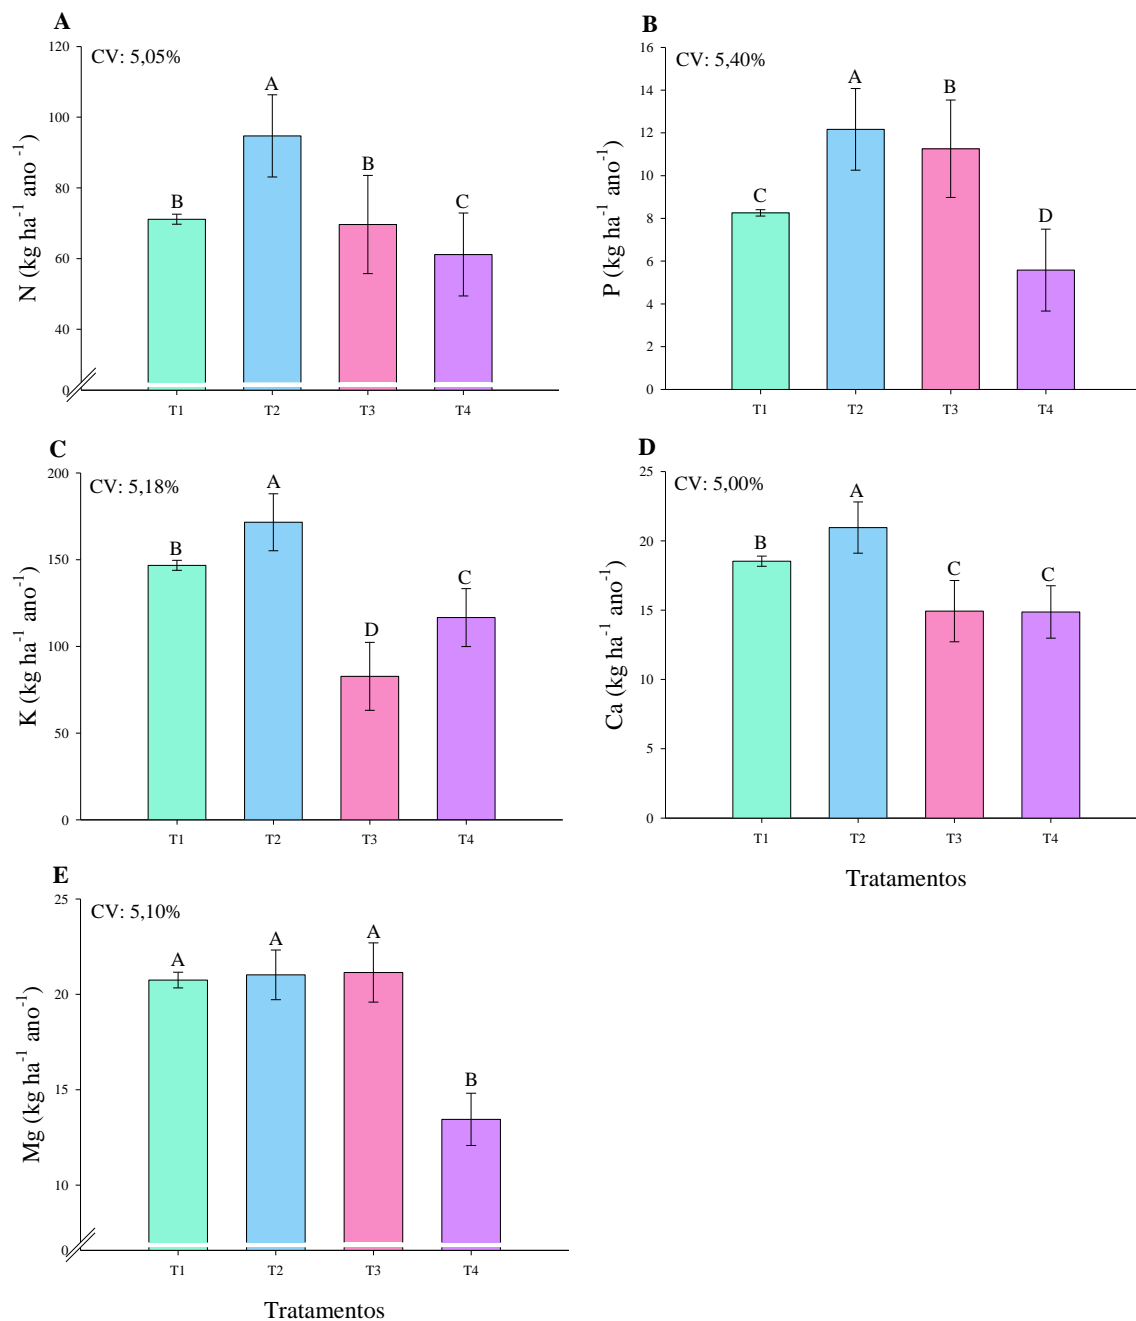 A
CV: 5,05%
N (kg ha⁻¹ ano⁻¹)
120
100
80
60
40
0
B
A
B
C
T1
T2
T3
T4
B
CV: 5,40%
P (kg ha⁻¹ ano⁻¹)
16
14
12
10
8
6
4
2
0
C
A
B
D
T1
T2
T3
T4
C
CV: 5,18%
K (kg ha⁻¹ ano⁻¹)
200
150
100
50
0
B
A
D
C
T1
T2
T3
T4
D
CV: 5,00%
Ca (kg ha⁻¹ ano⁻¹)
25
20
15
10
5
0
B
A
C
C
T1
T2
T3
T4
Tratamentos
E
CV: 5,10%
Mg (kg ha⁻¹ ano⁻¹)
25
20
15
10
0
A
A
A
B
T1
T2
T3
T4
Tratamentos